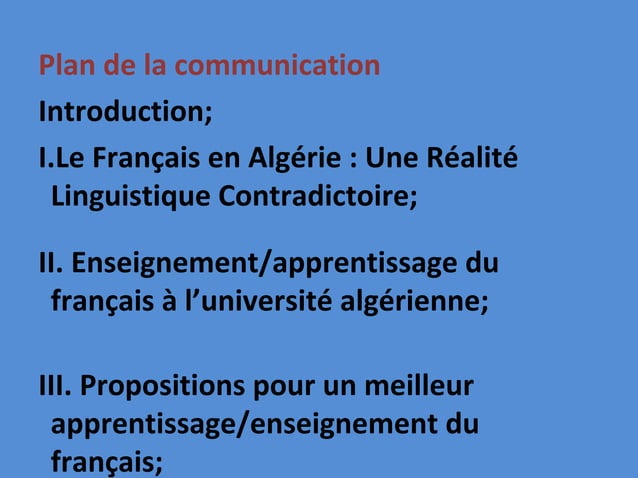 Plan de la communication
Introduction;
I.Le Français en Algérie : Une Réalité
Linguistique Contradictoire;
II. Enseignement/apprentissage du
français à l’université algérienne;
III. Propositions pour un meilleur
apprentissage/enseignement du
français;